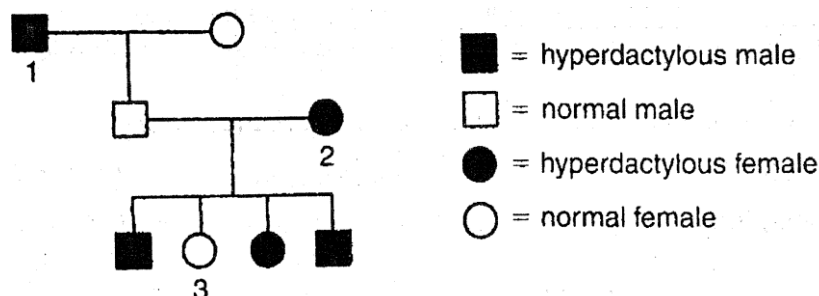 1
= hyperdactylous male
= normal male
2
= hyperdactylous female
= normal female
3